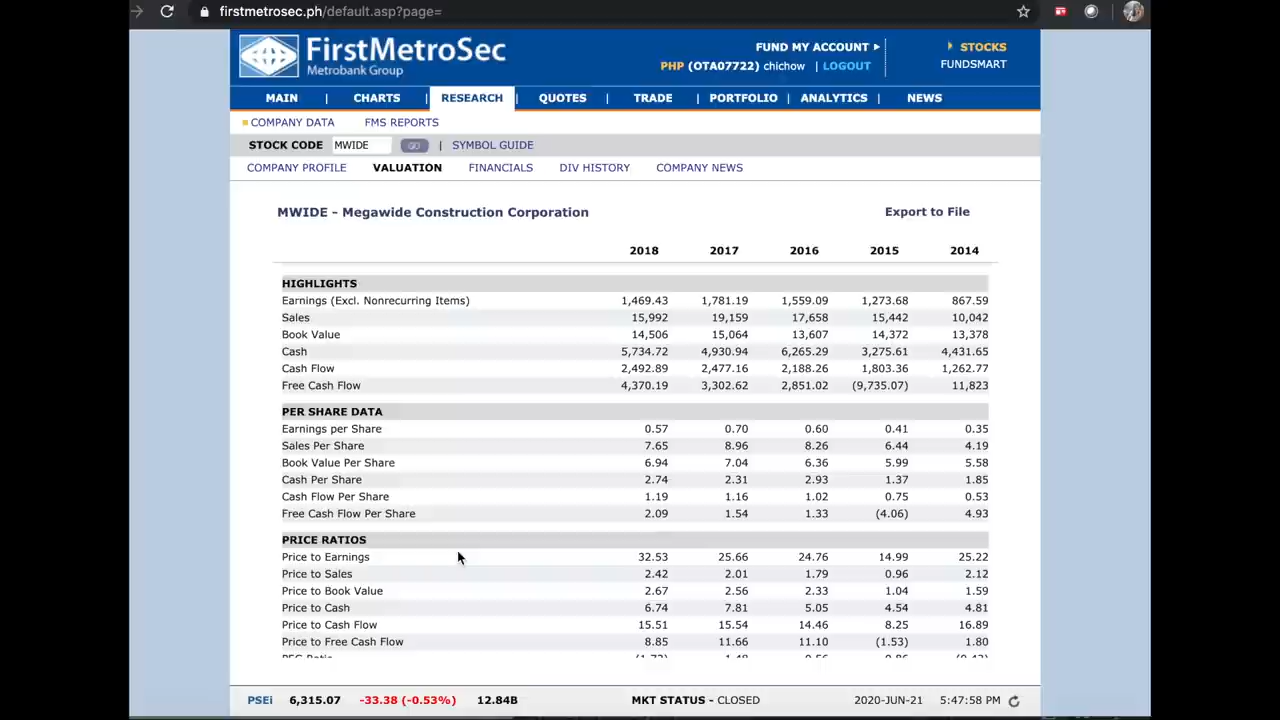 firstmetrosec.ph/default.asp?page=
FirstMetroSec
Metrobank Group
FUND MY ACCOUNT
PHP (OTA07722) chichow | LOGOUT
STOCKS
FUNDSMART
MAIN | CHARTS | RESEARCH | QUOTES | TRADE | PORTFOLIO | ANALYTICS | NEWS
COMPANY DATA FMS REPORTS
STOCK CODE MWIDE GO | SYMBOL GUIDE
COMPANY PROFILE VALUATION FINANCIALS DIV HISTORY COMPANY NEWS
MWIDE - Megawide Construction Corporation Export to File
2018 2017 2016 2015 2014
HIGHLIGHTS
Earnings (Excl. Nonrecurring Items) 1,469.43 1,781.19 1,559.09 1,273.68 867.59
Sales 15,992 19,159 17,658 15,442 10,042
Book Value 14,506 15,064 13,607 14,372 13,378
Cash 5,734.72 4,930.94 6,265.29 3,275.61 4,431.65
Cash Flow 2,492.89 2,477.16 2,188.26 1,803.36 1,262.77
Free Cash Flow 4,370.19 3,302.62 2,851.02 (9,735.07) 11,823
PER SHARE DATA
Earnings per Share 0.57 0.70 0.60 0.41 0.35
Sales Per Share 7.65 8.96 8.26 6.44 4.19
Book Value Per Share 6.94 7.04 6.36 5.99 5.58
Cash Per Share 2.74 2.31 2.93 1.37 1.85
Cash Flow Per Share 1.19 1.16 1.02 0.75 0.53
Free Cash Flow Per Share 2.09 1.54 1.33 (4.06) 4.93
PRICE RATIOS
Price to Earnings 32.53 25.66 24.76 14.99 25.22
Price to Sales 2.42 2.01 1.79 0.96 2.12
Price to Book Value 2.67 2.56 2.33 1.04 1.59
Price to Cash 6.74 7.81 5.05 4.54 4.81
Price to Cash Flow 15.51 15.54 14.46 8.25 16.89
Price to Free Cash Flow 8.85 11.66 11.10 (1.53) 1.80
PSEi 6,315.07 -33.38 (-0.53%) 12.84B MKT STATUS - CLOSED 2020-JUN-21 5:47:58 PM